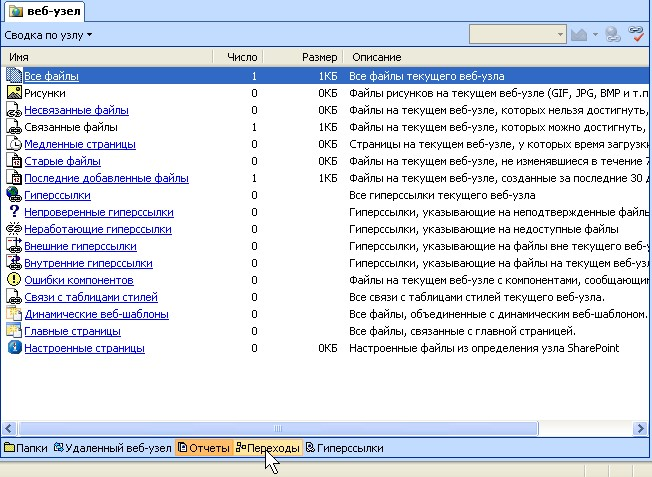 веб-узел
Сводка по узлу
Имя Число Размер Описание
Все файлы 1 1КБ Все файлы текущего веб-узла
Рисунки 0 0КБ Файлы рисунков на текущем веб-узле (GIF, JPG, BMP и т.п
Несвязанные файлы 0 0КБ Файлы на текущем веб-узле, которых нельзя достигнуть,
Связанные файлы 1 1КБ Файлы на текущем веб-узле, которых можно достигнуть,
Медленные страницы 0 0КБ Страницы на текущем веб-узле, у которых время загрузки
Старые файлы 0 0КБ Файлы на текущем веб-узле, не изменявшиеся в течение 7
Последние добавленные файлы 1 1КБ Файлы на текущем веб-узле, созданные за последние 30 д
Гиперссылки 0 Все гиперссылки текущего веб-узла
Непроверенные гиперссылки 0 Гиперссылки, указывающие на неподтвержденные файль
Неработающие гиперссылки 0 Гиперссылки, указывающие на недоступные файлы
Внешние гиперссылки 0 Гиперссылки, указывающие на файлы вне текущего веб-у
Внутренние гиперссылки 0 Гиперссылки, указывающие на файлы на текущем веб-узл
Ошибки компонентов 0 Файлы на текущем веб-узле с компонентами, сообщающим
Связи с таблицами стилей 0 Все связи с таблицами стилей текущего веб-узла.
Динамические веб-шаблоны 0 Все файлы, объединенные с динамическим веб-шаблоном.
Главные страницы 0 Все файлы, связанные с главной страницей.
Настроенные страницы 0 0КБ Настроенные файлы из определения узла SharePoint
Папки Удаленный веб-узел Отчеты Переходы Гиперссылки